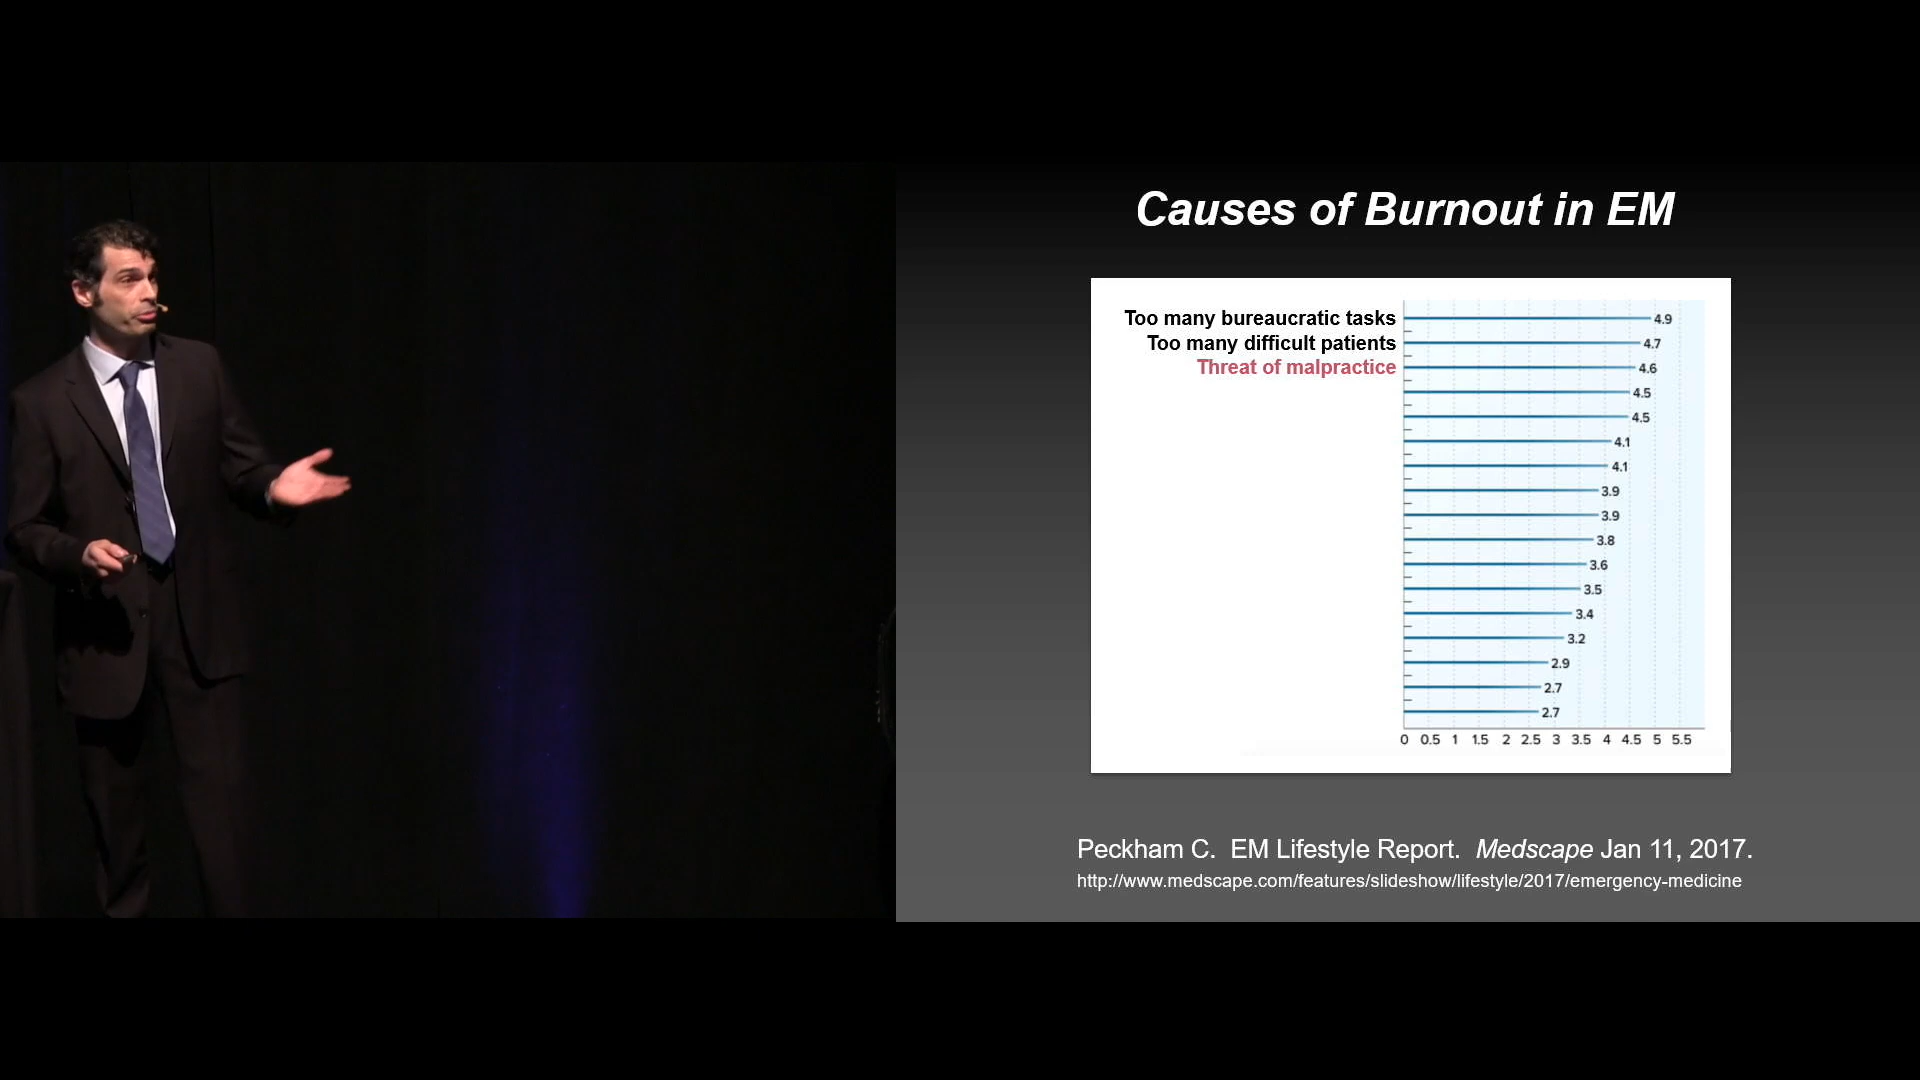 Causes of Burnout in EM
Too many bureaucratic tasks 4.9
Too many difficult patients 4.7
Threat of malpractice 4.6
4.5
4.5
4.1
4.1
3.9
3.9
3.8
3.6
3.5
3.4
3.2
2.9
2.7
2.7
0 0.5 1 1.5 2 2.5 3 3.5 4 4.5 5 5.5
Peckham C. EM Lifestyle Report. Medscape Jan 11, 2017.
http://www.medscape.com/features/slideshow/lifestyle/2017/emergency-medicine